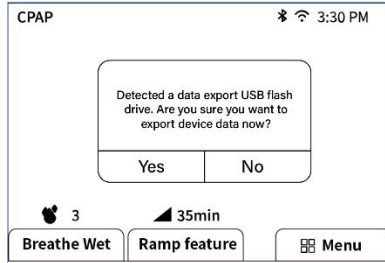 CPAP 3:30 PM
Detected a data export USB flash
drive. Are you sure you want to
export device data now?
Yes No
3 35min
Breathe Wet Ramp feature Menu